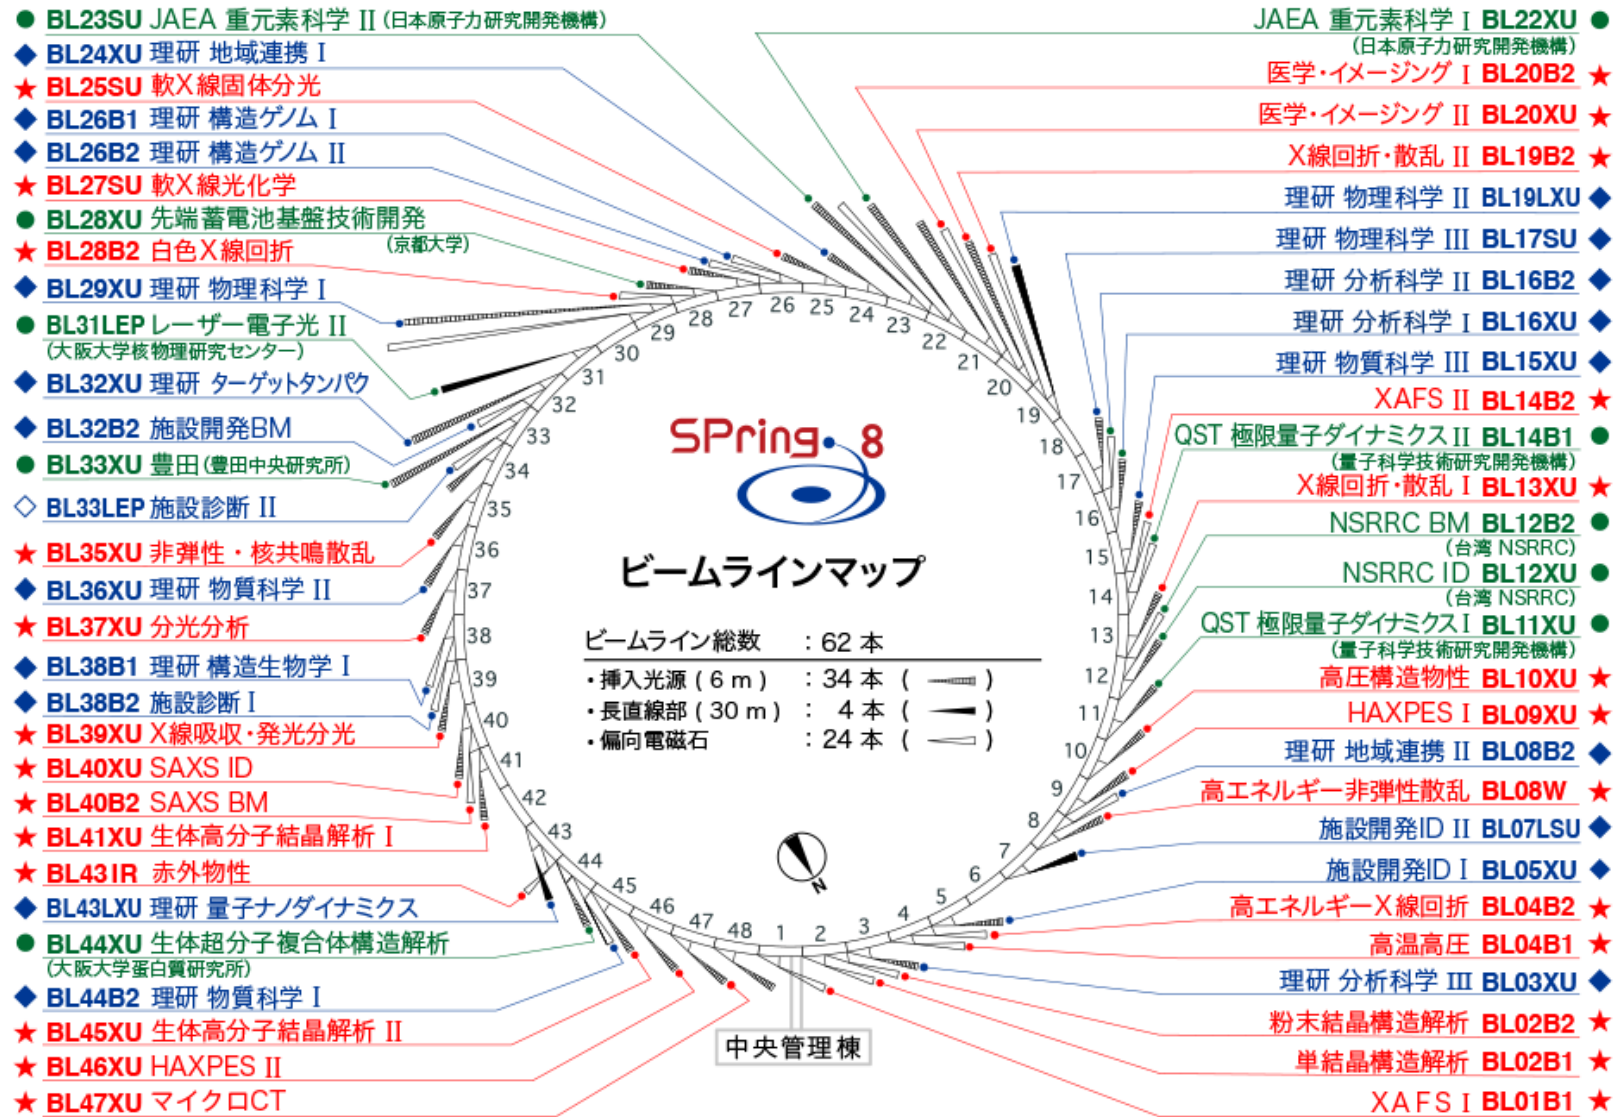 BL23SU JAEA 重元素科学 II (日本原子力研究開発機構)
BL24XU 理研 地域連携 I
BL25SU 軟X線固体分光
BL26B1 理研 構造ゲノム I
BL26B2 理研 構造ゲノム II
BL27SU 軟X線光化学
BL28XU 先端蓄電池基盤技術開発
(京都大学)
BL28B2 白色X線回折
BL29XU 理研 物理科学 I
BL31LEP レーザー電子光 II
(大阪大学核物理研究センター)
BL32XU 理研 ターゲットタンパク
BL32B2 施設開発BM
BL33XU 豊田 (豊田中央研究所)
BL33LEP 施設診断 II
BL35XU 非弾性・核共鳴散乱
BL36XU 理研 物質科学 II
BL37XU 分光分析
BL38B1 理研 構造生物学 I
BL38B2 施設診断 I
BL39XU X線吸収・発光分光
BL40XU SAXS ID
BL40B2 SAXS BM
BL41XU 生体高分子結晶解析 I
BL43IR 赤外物性
BL43LXU 理研 量子ナノダイナミクス
BL44XU 生体超分子複合体構造解析
(大阪大学蛋白質研究所)
BL44B2 理研 物質科学 I
BL45XU 生体高分子結晶解析 II
BL46XU HAXPES II
BL47XU マイクロCT
JAEA 重元素科学 I BL22XU
(日本原子力研究開発機構)
医学・イメージング I BL20B2
医学・イメージング II BL20XU
X線回折・散乱 II BL19B2
理研 物理科学 II BL19LXU
理研 物理科学 III BL17SU
理研 分析科学 II BL16B2
理研 分析科学 I BL16XU
理研 物質科学 III BL15XU
XAFS II BL14B2
QST 極限量子ダイナミクス II BL14B1
(量子科学技術研究開発機構)
X線回折・散乱 I BL13XU
NSRRC BM BL12B2
(台湾 NSRRC)
NSRRC ID BL12XU
(台湾 NSRRC)
QST 極限量子ダイナミクス I BL11XU
(量子科学技術研究開発機構)
高圧構造物性 BL10XU
HAXPES I BL09XU
理研 地域連携 II BL08B2
高エネルギー非弾性散乱 BL08W
施設開発ID II BL07LSU
施設開発ID I BL05XU
高エネルギーX線回折 BL04B2
高温高圧 BL04B1
理研 分析科学 III BL03XU
粉末結晶構造解析 BL02B2
単結晶構造解析 BL02B1
XAFS I BL01B1
SPring 8
ビームラインマップ
ビームライン総数 : 62 本
・挿入光源 ( 6 m ) : 34 本 ( )
・長直線部 ( 30 m ) : 4 本 ( )
・偏向電磁石 : 24 本 ( )
N
中央管理棟
1
2
3
4
5
6
7
8
9
10
11
12
13
14
15
16
17
18
19
20
21
22
23
24
25
26
27
28
29
30
31
32
33
34
35
36
37
38
39
40
41
42
43
44
45
46
47
48